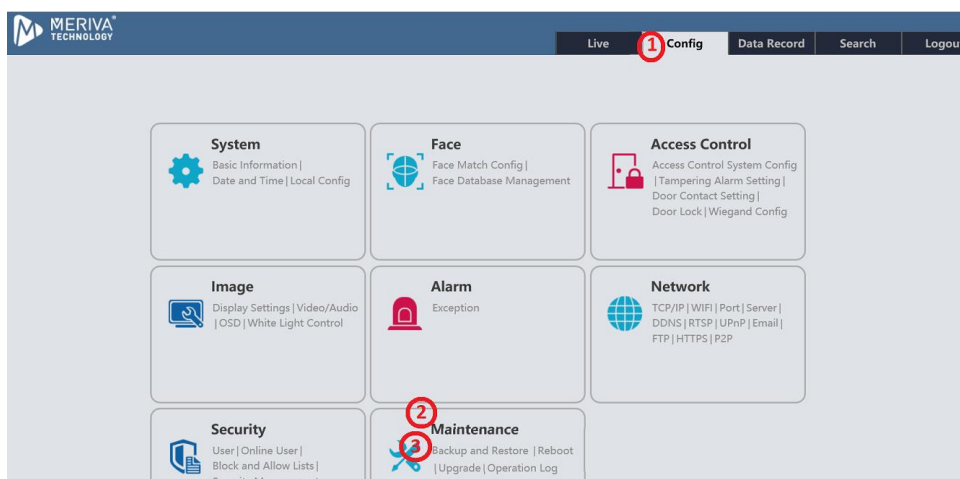 MERIVA®
TECHNOLOGY
Live
1
Config
Data Record
Search
System
Basic Information |
Date and Time | Local Config
Face
Face Match Config |
Face Database Management
Access Control
Access Control System Config
| Tampering Alarm Setting |
Door Contact Setting |
Door Lock | Wiegand Config
Image
Display Settings | Video/Audio
| OSD | White Light Control
Alarm
Exception
Network
TCP/IP | WIFI | Port | Server |
DDNS | RTSP | UPnP | Email |
FTP | HTTPS | P2P
Security
User | Online User |
Block and Allow Lists |
2
Maintenance
3
Backup and Restore | Reboot
| Upgrade | Operation Log